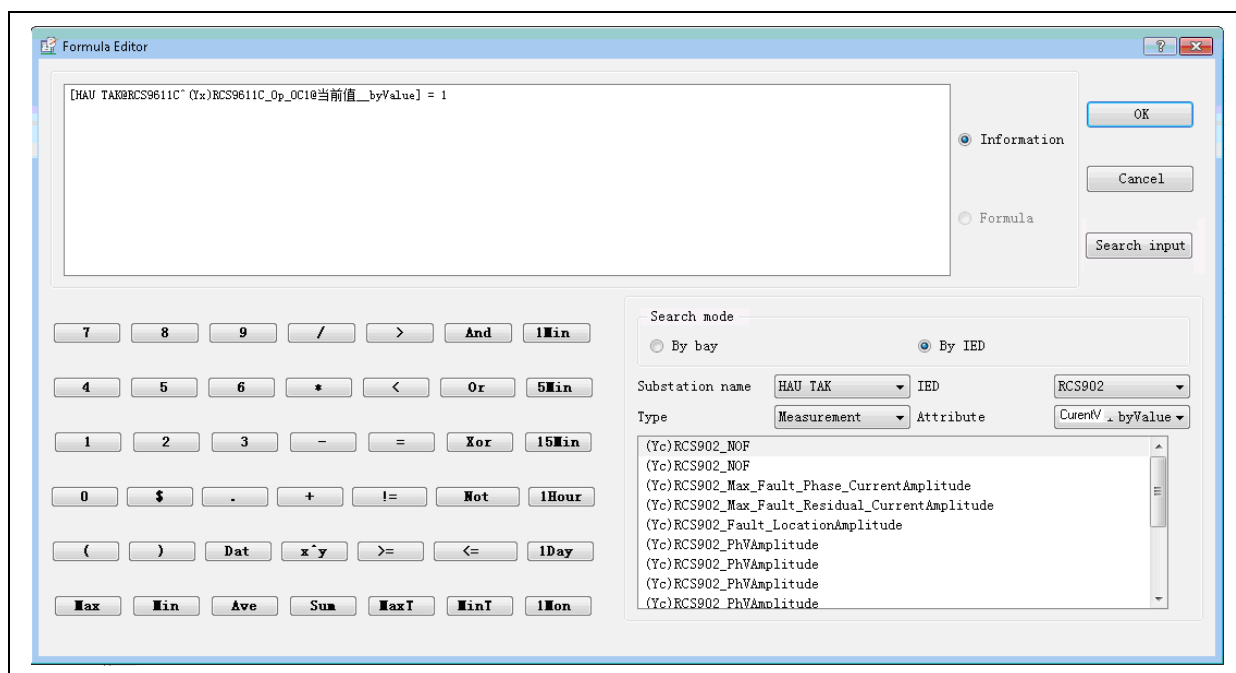 Formula Editor
[HAU TAK@RCS9611C^(Yx)RCS9611C_Op_OC1@当前值__byValue] = 1
OK
Information
Cancel
Formula
Search input
7 8 9 / > And 1Min
4 5 6 * < Or 5Min
1 2 3 - = Xor 15Min
0 $ . + != Not 1Hour
( ) Dat x^y >= <= 1Day
Max Min Ave Sum MaxT MinT 1Mon
Search mode
By bay By IED
Substation name HAU TAK IED RCS902
Type Measurement Attribute CurentV byValue
(Yc)RCS902_NOF
(Yc)RCS902_NOF
(Yc)RCS902_Max_Fault_Phase_CurrentAmplitude
(Yc)RCS902_Max_Fault_Residual_CurrentAmplitude
(Yc)RCS902_Fault_LocationAmplitude
(Yc)RCS902_PhVAmplitude
(Yc)RCS902_PhVAmplitude
(Yc)RCS902_PhVAmplitude
(Yc)RCS902_PhVAmplitude